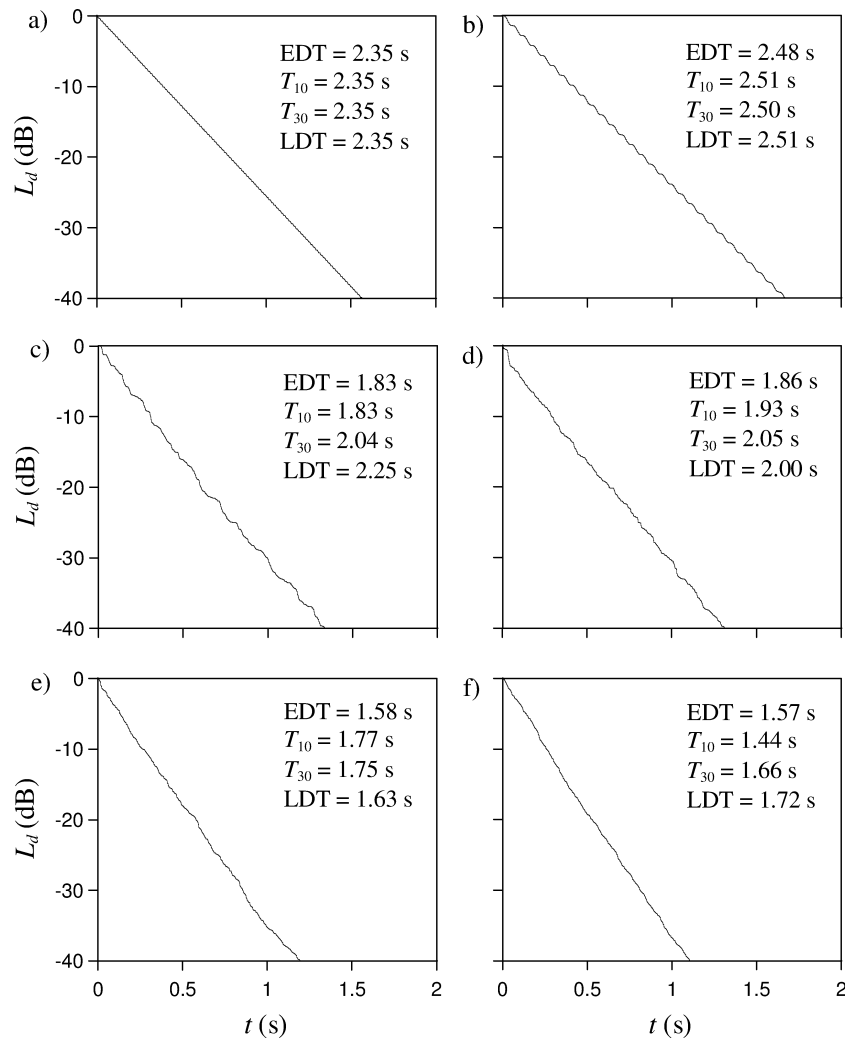 a)
EDT = 2.35 s
T10 = 2.35 s
T30 = 2.35 s
LDT = 2.35 s
0
-10
-20
-30
-40
Ld (dB)
b)
EDT = 2.48 s
T10 = 2.51 s
T30 = 2.50 s
LDT = 2.51 s
c)
EDT = 1.83 s
T10 = 1.83 s
T30 = 2.04 s
LDT = 2.25 s
0
-10
-20
-30
-40
Ld (dB)
d)
EDT = 1.86 s
T10 = 1.93 s
T30 = 2.05 s
LDT = 2.00 s
e)
EDT = 1.58 s
T10 = 1.77 s
T30 = 1.75 s
LDT = 1.63 s
0
-10
-20
-30
-40
Ld (dB)
0 0.5 1 1.5 2
t (s)
f)
EDT = 1.57 s
T10 = 1.44 s
T30 = 1.66 s
LDT = 1.72 s
0 0.5 1 1.5 2
t (s)